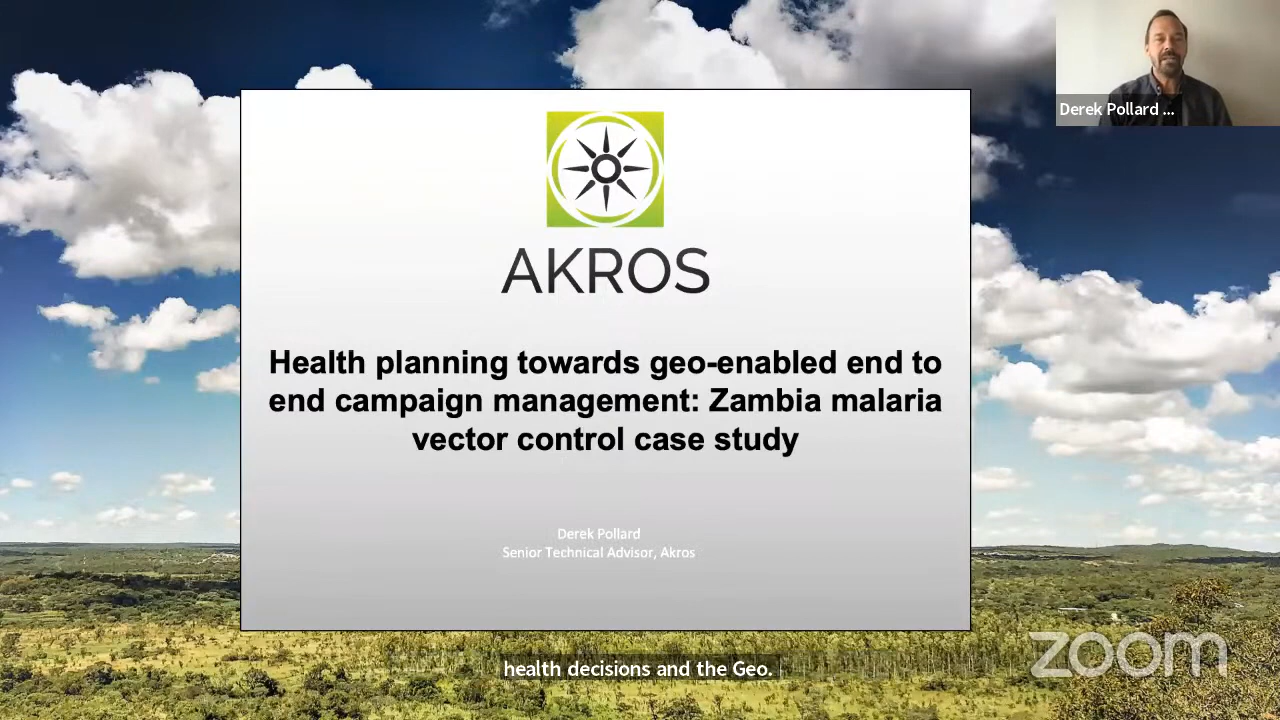 Derek Pollard ...
AKROS
Health planning towards geo-enabled end to
end campaign management: Zambia malaria
vector control case study
Derek Pollard
Senior Technical Advisor, Akros
health decisions and the Geo.
zoom